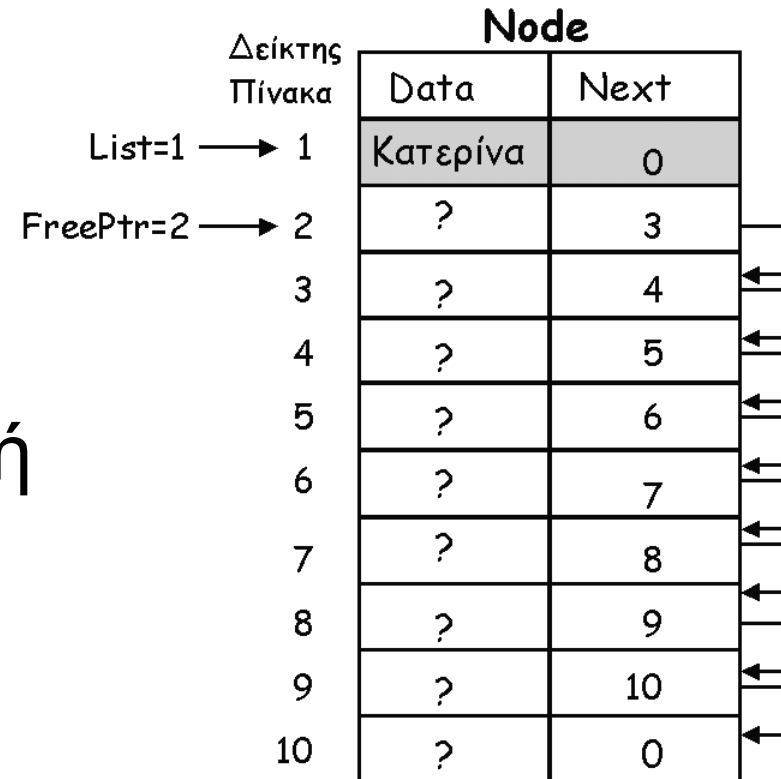 Node
Δείκτης
Πίνακα
Data Next
List=1 1 Κατερίνα 0
FreePtr=2 2 ? 3
3 ? 4
4 ? 5
5 ? 6
ή
6 ? 7
7 ? 8
8 ? 9
9 ? 10
10 ? 0